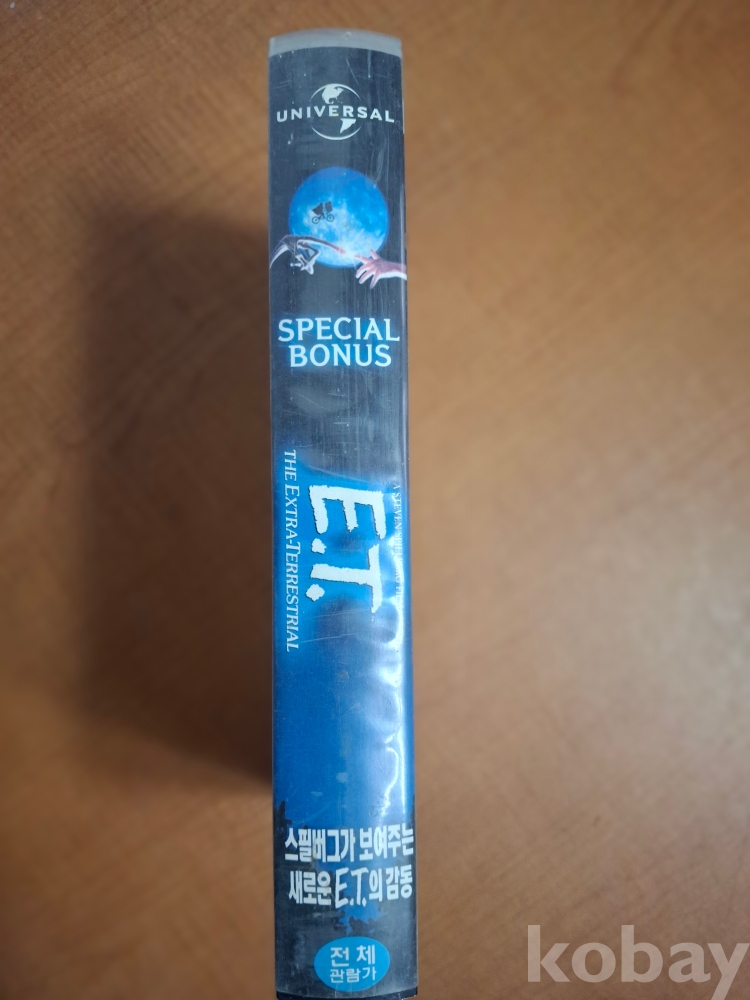 UNIVERSAL
SPECIAL
BONUS
A STEVEN
E.T.
THE EXTRA-TERRESTRIAL
스필버그가 보여주는
새로운 E.T.의 감동
전체
관람가
kobay